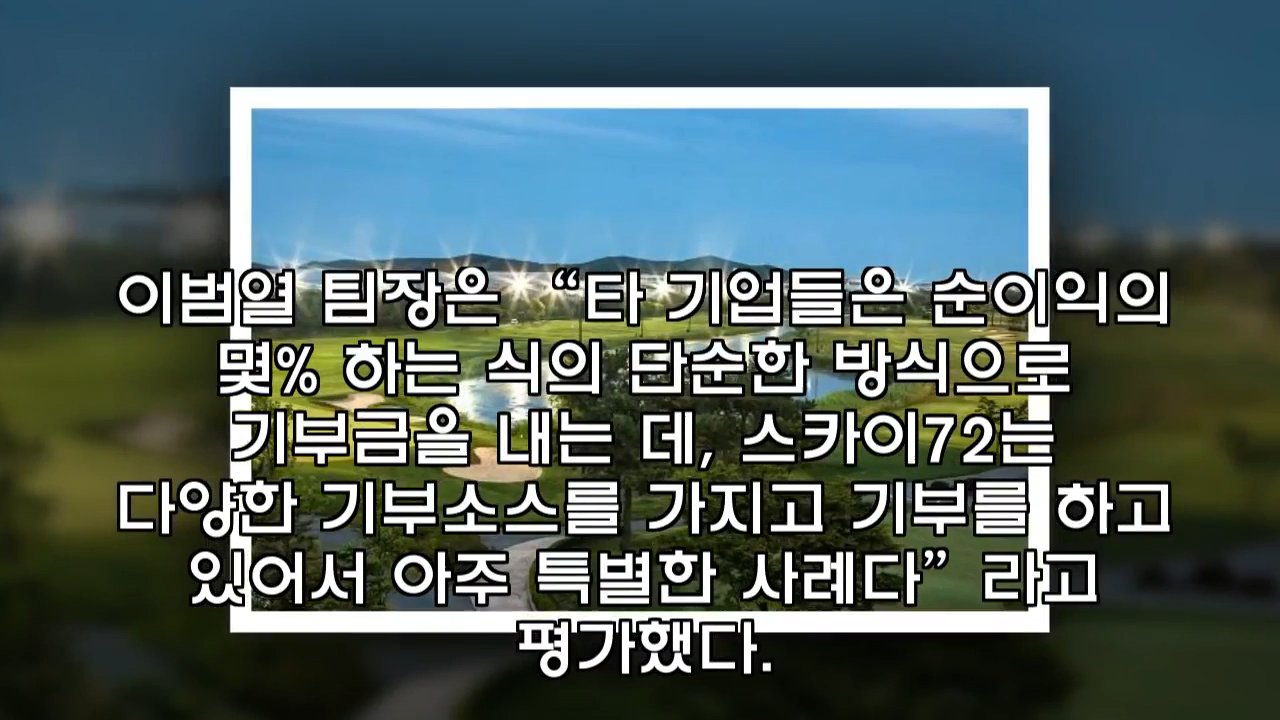 이범열 팀장은 “타 기업들은 순이익의
몇% 하는 식의 단순한 방식으로
기부금을 내는 데, 스카이72는
다양한 기부소스를 가지고 기부를 하고
있어서 아주 특별한 사례다” 라고
평가했다.